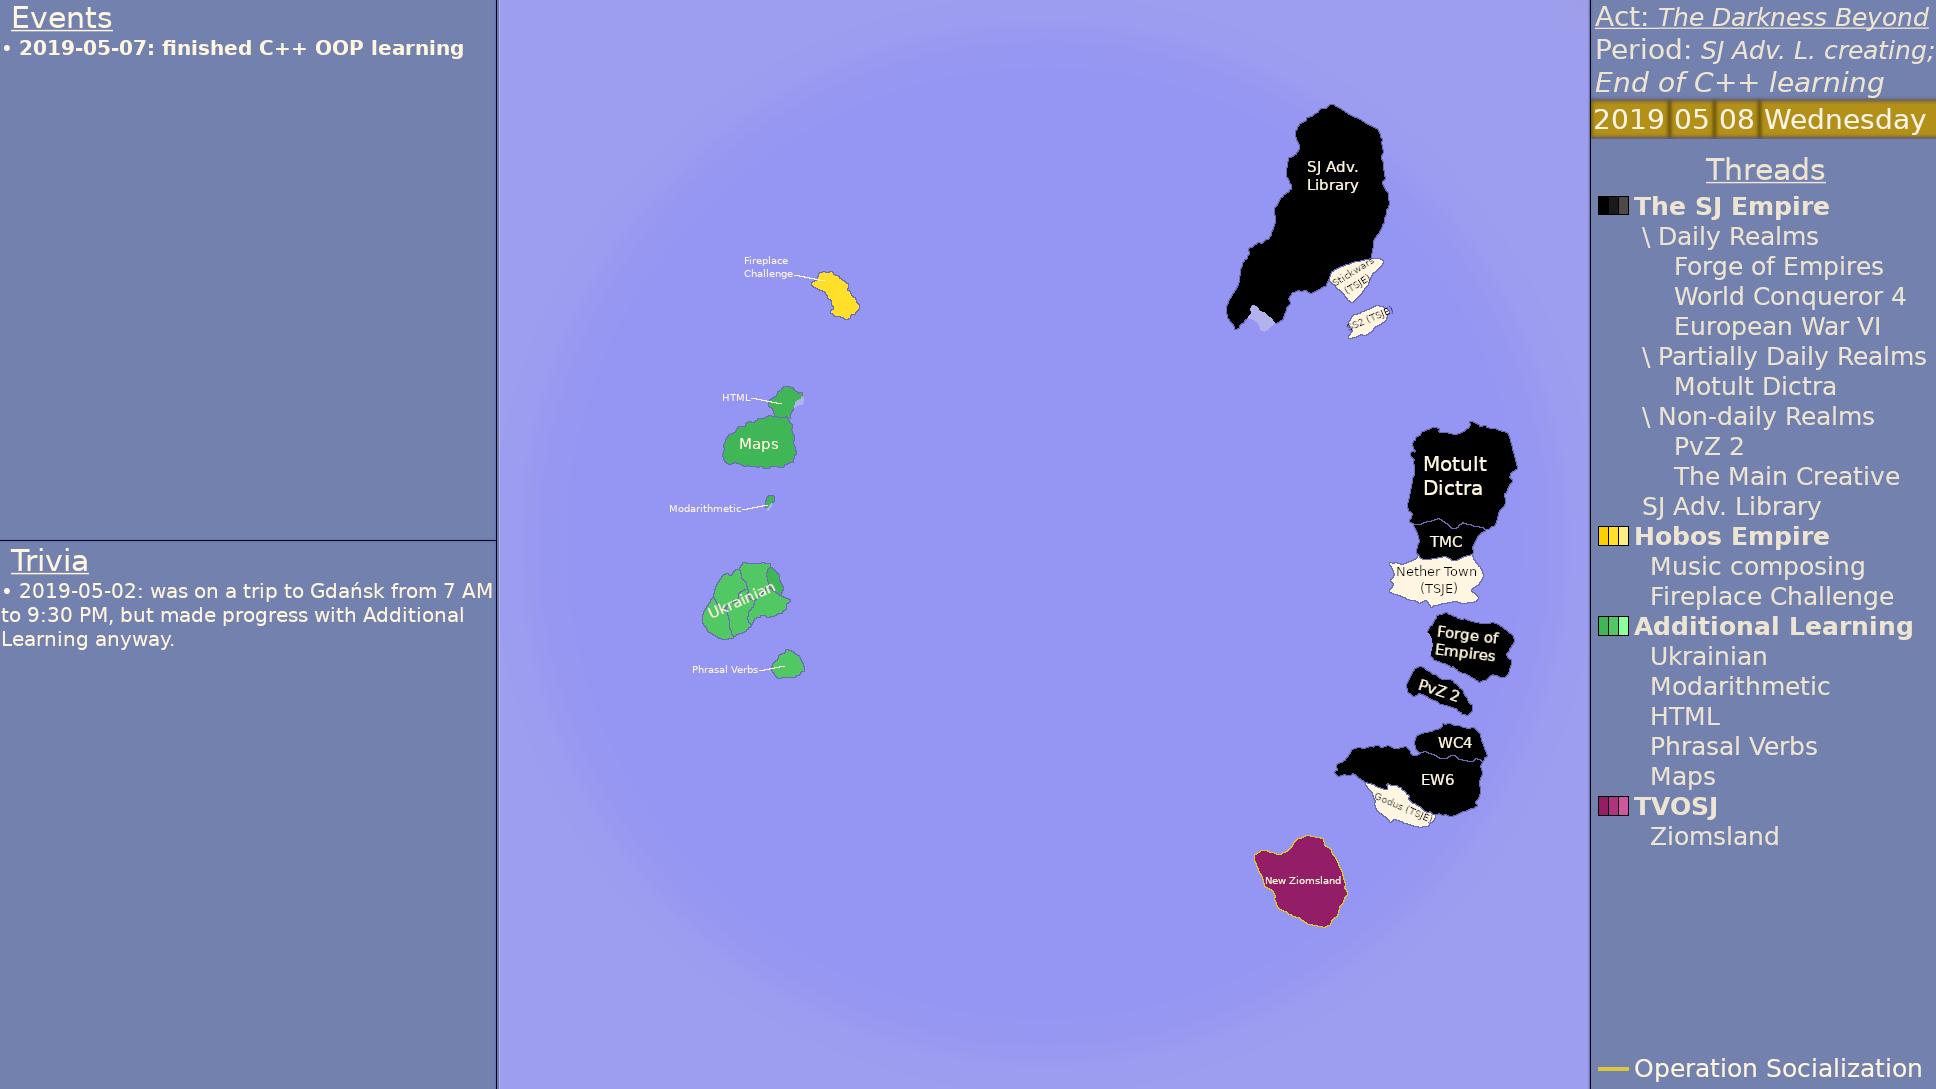 Events
• 2019-05-07: finished C++ OOP learning
Trivia
• 2019-05-02: was on a trip to Gdańsk from 7 AM
to 9:30 PM, but made progress with Additional
Learning anyway.
SJ Adv.
Library
Stickwars
(TSJE)
SS2 (TSJE)
Fireplace
Challenge
HTML
Maps
Modarithmetic
Ukrainian
Phrasal Verbs
Motult
Dictra
TMC
Nether Town
(TSJE)
Forge of
Empires
PvZ 2
WC4
EW6
Godus (TSJE)
New Ziomsland
Act: The Darkness Beyond
Period: SJ Adv. L. creating;
End of C++ learning
2019 05 08 Wednesday
Threads
The SJ Empire
\ Daily Realms
Forge of Empires
World Conqueror 4
European War VI
\ Partially Daily Realms
Motult Dictra
\ Non-daily Realms
PvZ 2
The Main Creative
SJ Adv. Library
Hobos Empire
Music composing
Fireplace Challenge
Additional Learning
Ukrainian
Modarithmetic
HTML
Phrasal Verbs
Maps
TVOSJ
Ziomsland
Operation Socialization